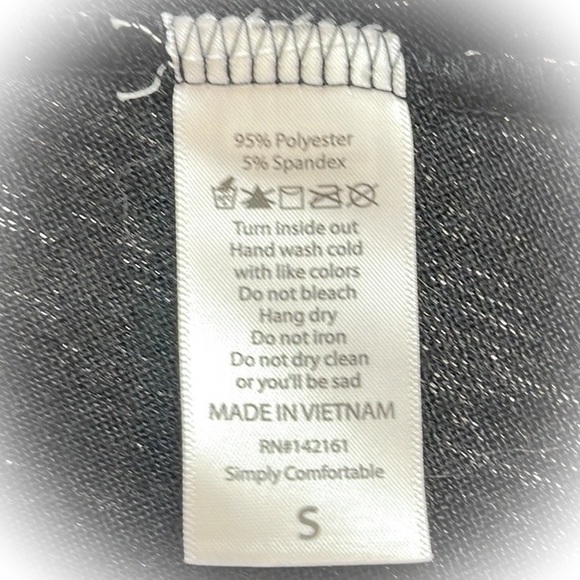 95% Polyester
5% Spandex
Turn inside out
Hand wash cold
with like colors
Do not bleach
Hang dry
Do not iron
Do not dry clean
or you'll be sad
MADE IN VIETNAM
RN#142161
Simply Comfortable
S